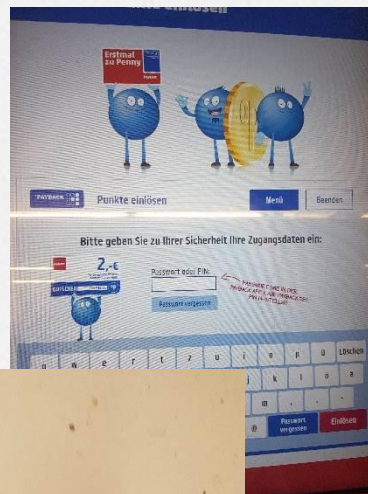 Erstmal
zu Penny
PAYBACK
Punkte einlösen
Menü
Beenden
Bitte geben Sie zu Ihrer Sicherheit Ihre Zugangsdaten ein:
2,-€
Passwort oder PIN:
Passwort vergessen
q w e r t z u i o p ü Löschen
j k l ö ä
m . -
@ Passwort vergessen Einlösen